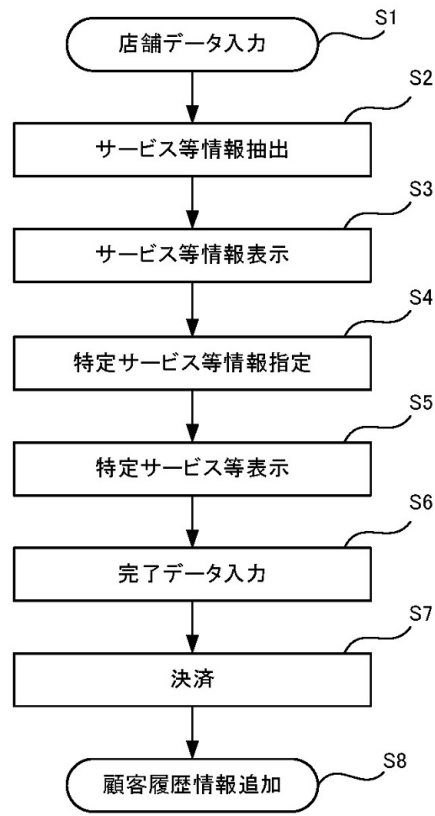 S1
店舗データ入力
S2
サービス等情報抽出
S3
サービス等情報表示
S4
特定サービス等情報指定
S5
特定サービス等表示
S6
完了データ入力
S7
決済
S8
顧客履歴情報追加